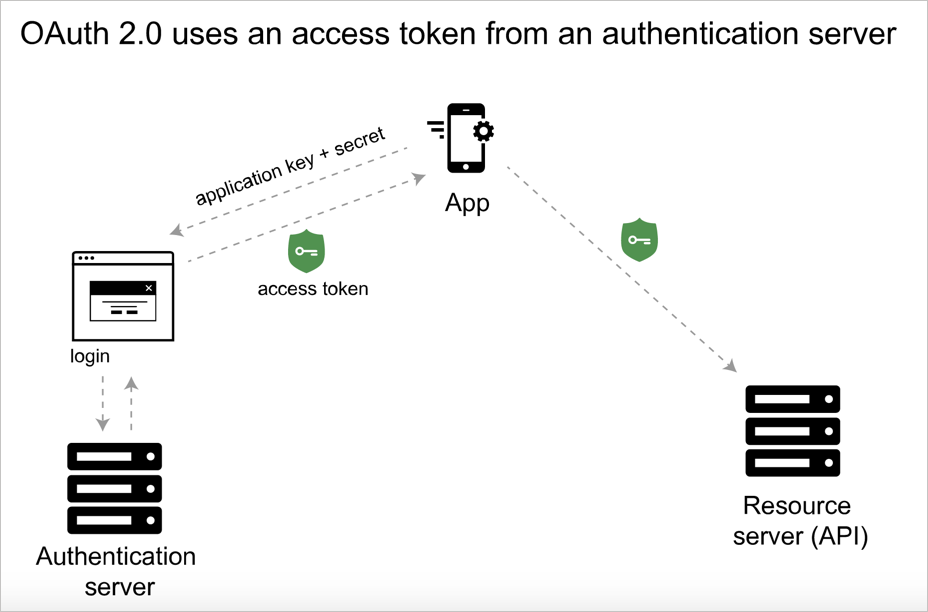 OAuth 2.0 uses an access token from an authentication server
application key + secret
App
access token
login
Authentication
server
Resource
server (API)